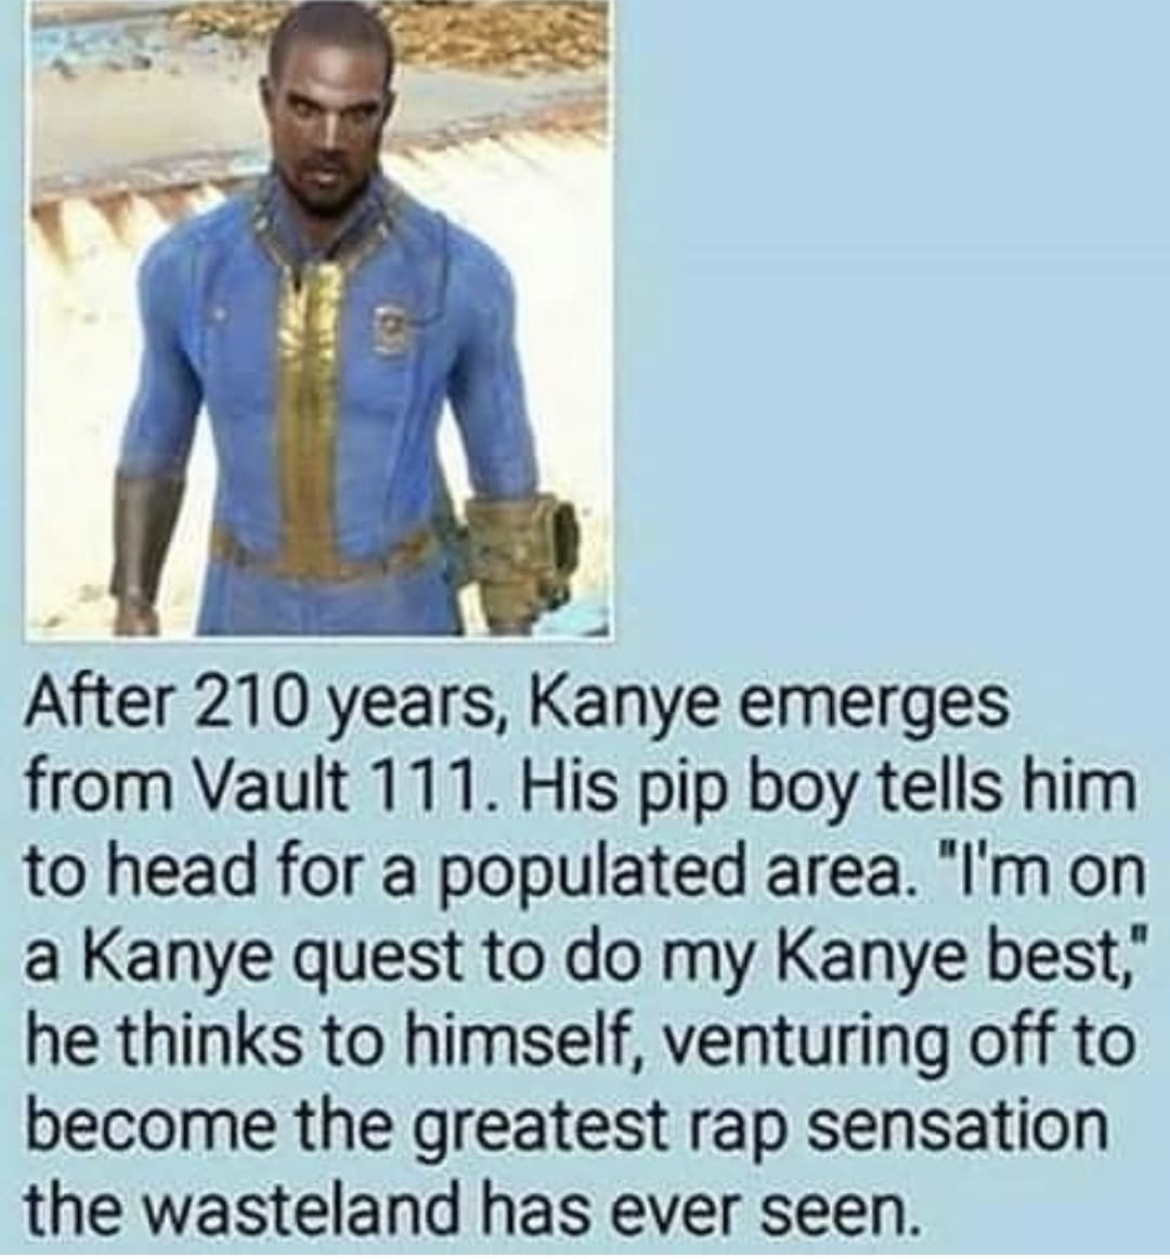 After 210 years, Kanye emerges
from Vault 111. His pip boy tells him
to head for a populated area. "I'm on
a Kanye quest to do my Kanye best,"
he thinks to himself, venturing off to
become the greatest rap sensation
the wasteland has ever seen.